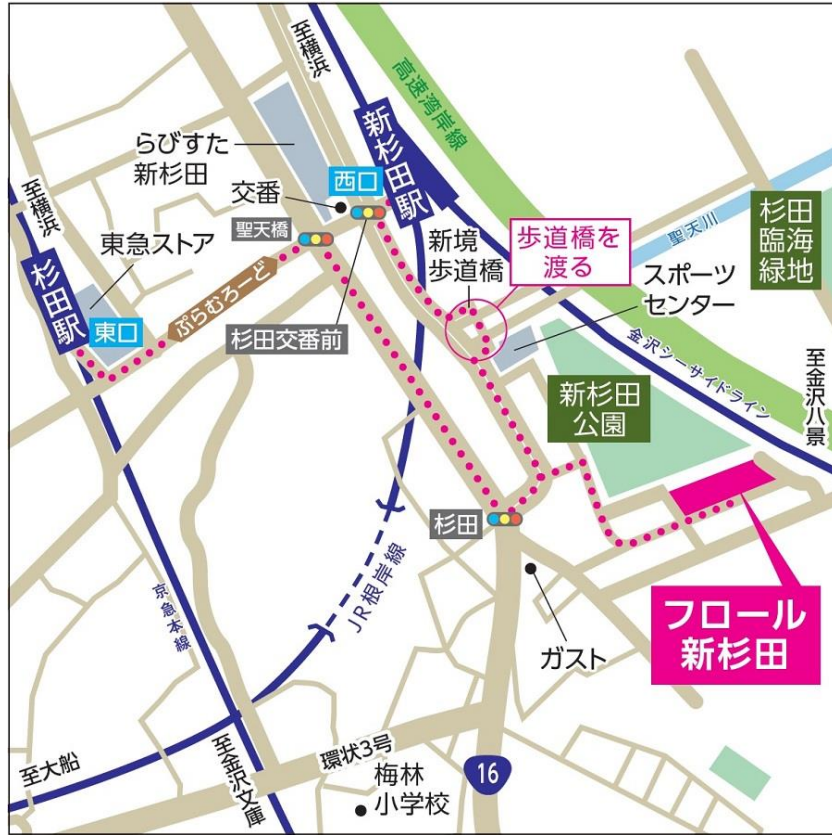 至横浜
高速湾岸線
らびすた
新杉田
新杉田駅
交番
西口
至横浜
聖天橋
東急ストア
杉田駅
東口
ぷらむろーど
杉田交番前
新境
歩道橋
歩道橋を
渡る
聖天川
杉田
臨海
緑地
スポーツ
センター
金沢シーサイドライン
至金沢八景
新杉田
公園
杉田
JR根岸線
京急本線
ガスト
フロール
新杉田
至大船
至金沢文庫
環状3号
梅林
小学校
16